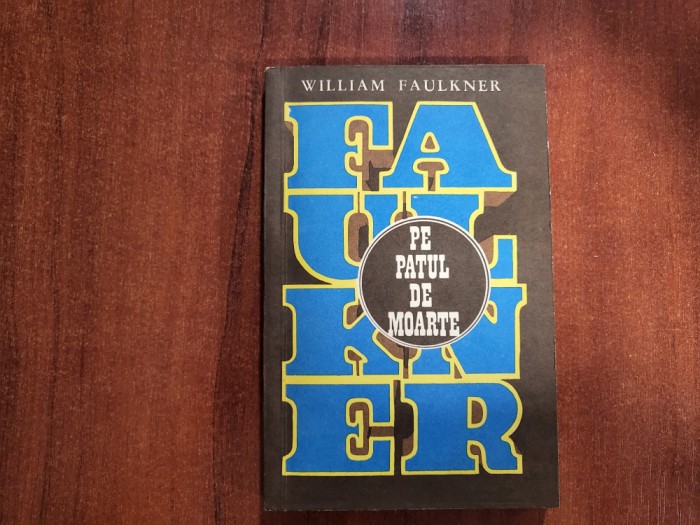 WILLIAM FAULKNER
FA
UL
KN
ER
PE
PATUL
DE
MOARTE